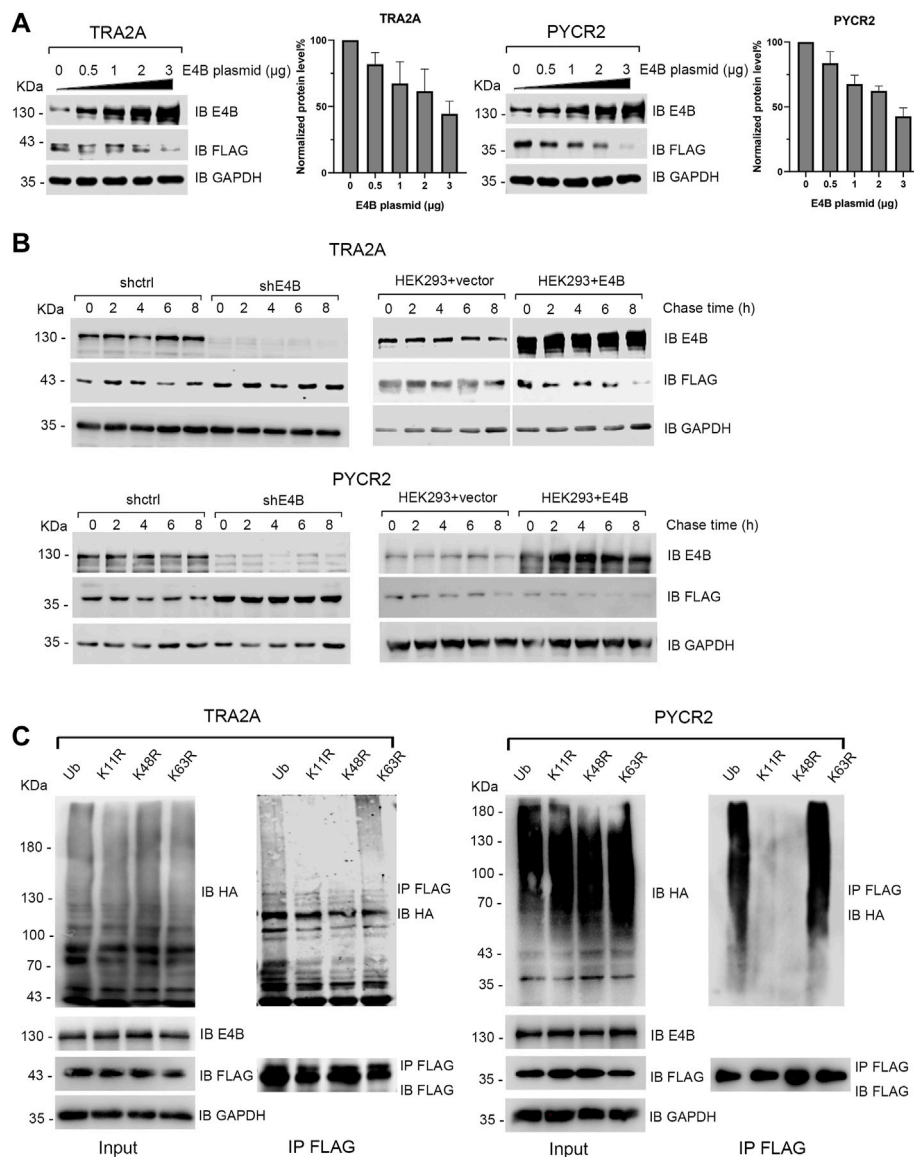 A
TRA2A
0 0.5 1 2 3 E4B plasmid (µg)
KDa
130 - IB E4B
43 - IB FLAG
35 - IB GAPDH
TRA2A
Normalized protein level%
100
50
0
0 0.5 1 2 3
E4B plasmid (µg)
PYCR2
0 0.5 1 2 3 E4B plasmid (µg)
KDa
130 - IB E4B
35 - IB FLAG
35 - IB GAPDH
PYCR2
Normalized protein level%
100
50
0
0 0.5 1 2 3
E4B plasmid (µg)
B
TRA2A
shctrl shE4B HEK293+vector HEK293+E4B
KDa 0 2 4 6 8 0 2 4 6 8 0 2 4 6 8 0 2 4 6 8 Chase time (h)
130 - IB E4B
43 - IB FLAG
35 - IB GAPDH
PYCR2
shctrl shE4B HEK293+vector HEK293+E4B
KDa 0 2 4 6 8 0 2 4 6 8 0 2 4 6 8 0 2 4 6 8 Chase time (h)
130 - IB E4B
35 - IB FLAG
35 - IB GAPDH
C
TRA2A
Ub K11R K48R K63R Ub K11R K48R K63R
KDa
180 -
130 - IB HA IP FLAG
100 - IB HA
70 -
43 -
130 - IB E4B
43 - IB FLAG IP FLAG
IB FLAG
35 - IB GAPDH
Input IP FLAG
PYCR2
Ub K11R K48R K63R Ub K11R K48R K63R
KDa
180 -
130 -
100 - IB HA IP FLAG
70 - IB HA
43 -
35 -
130 - IB E4B
35 - IB FLAG IP FLAG
IB FLAG
35 - IB GAPDH
Input IP FLAG